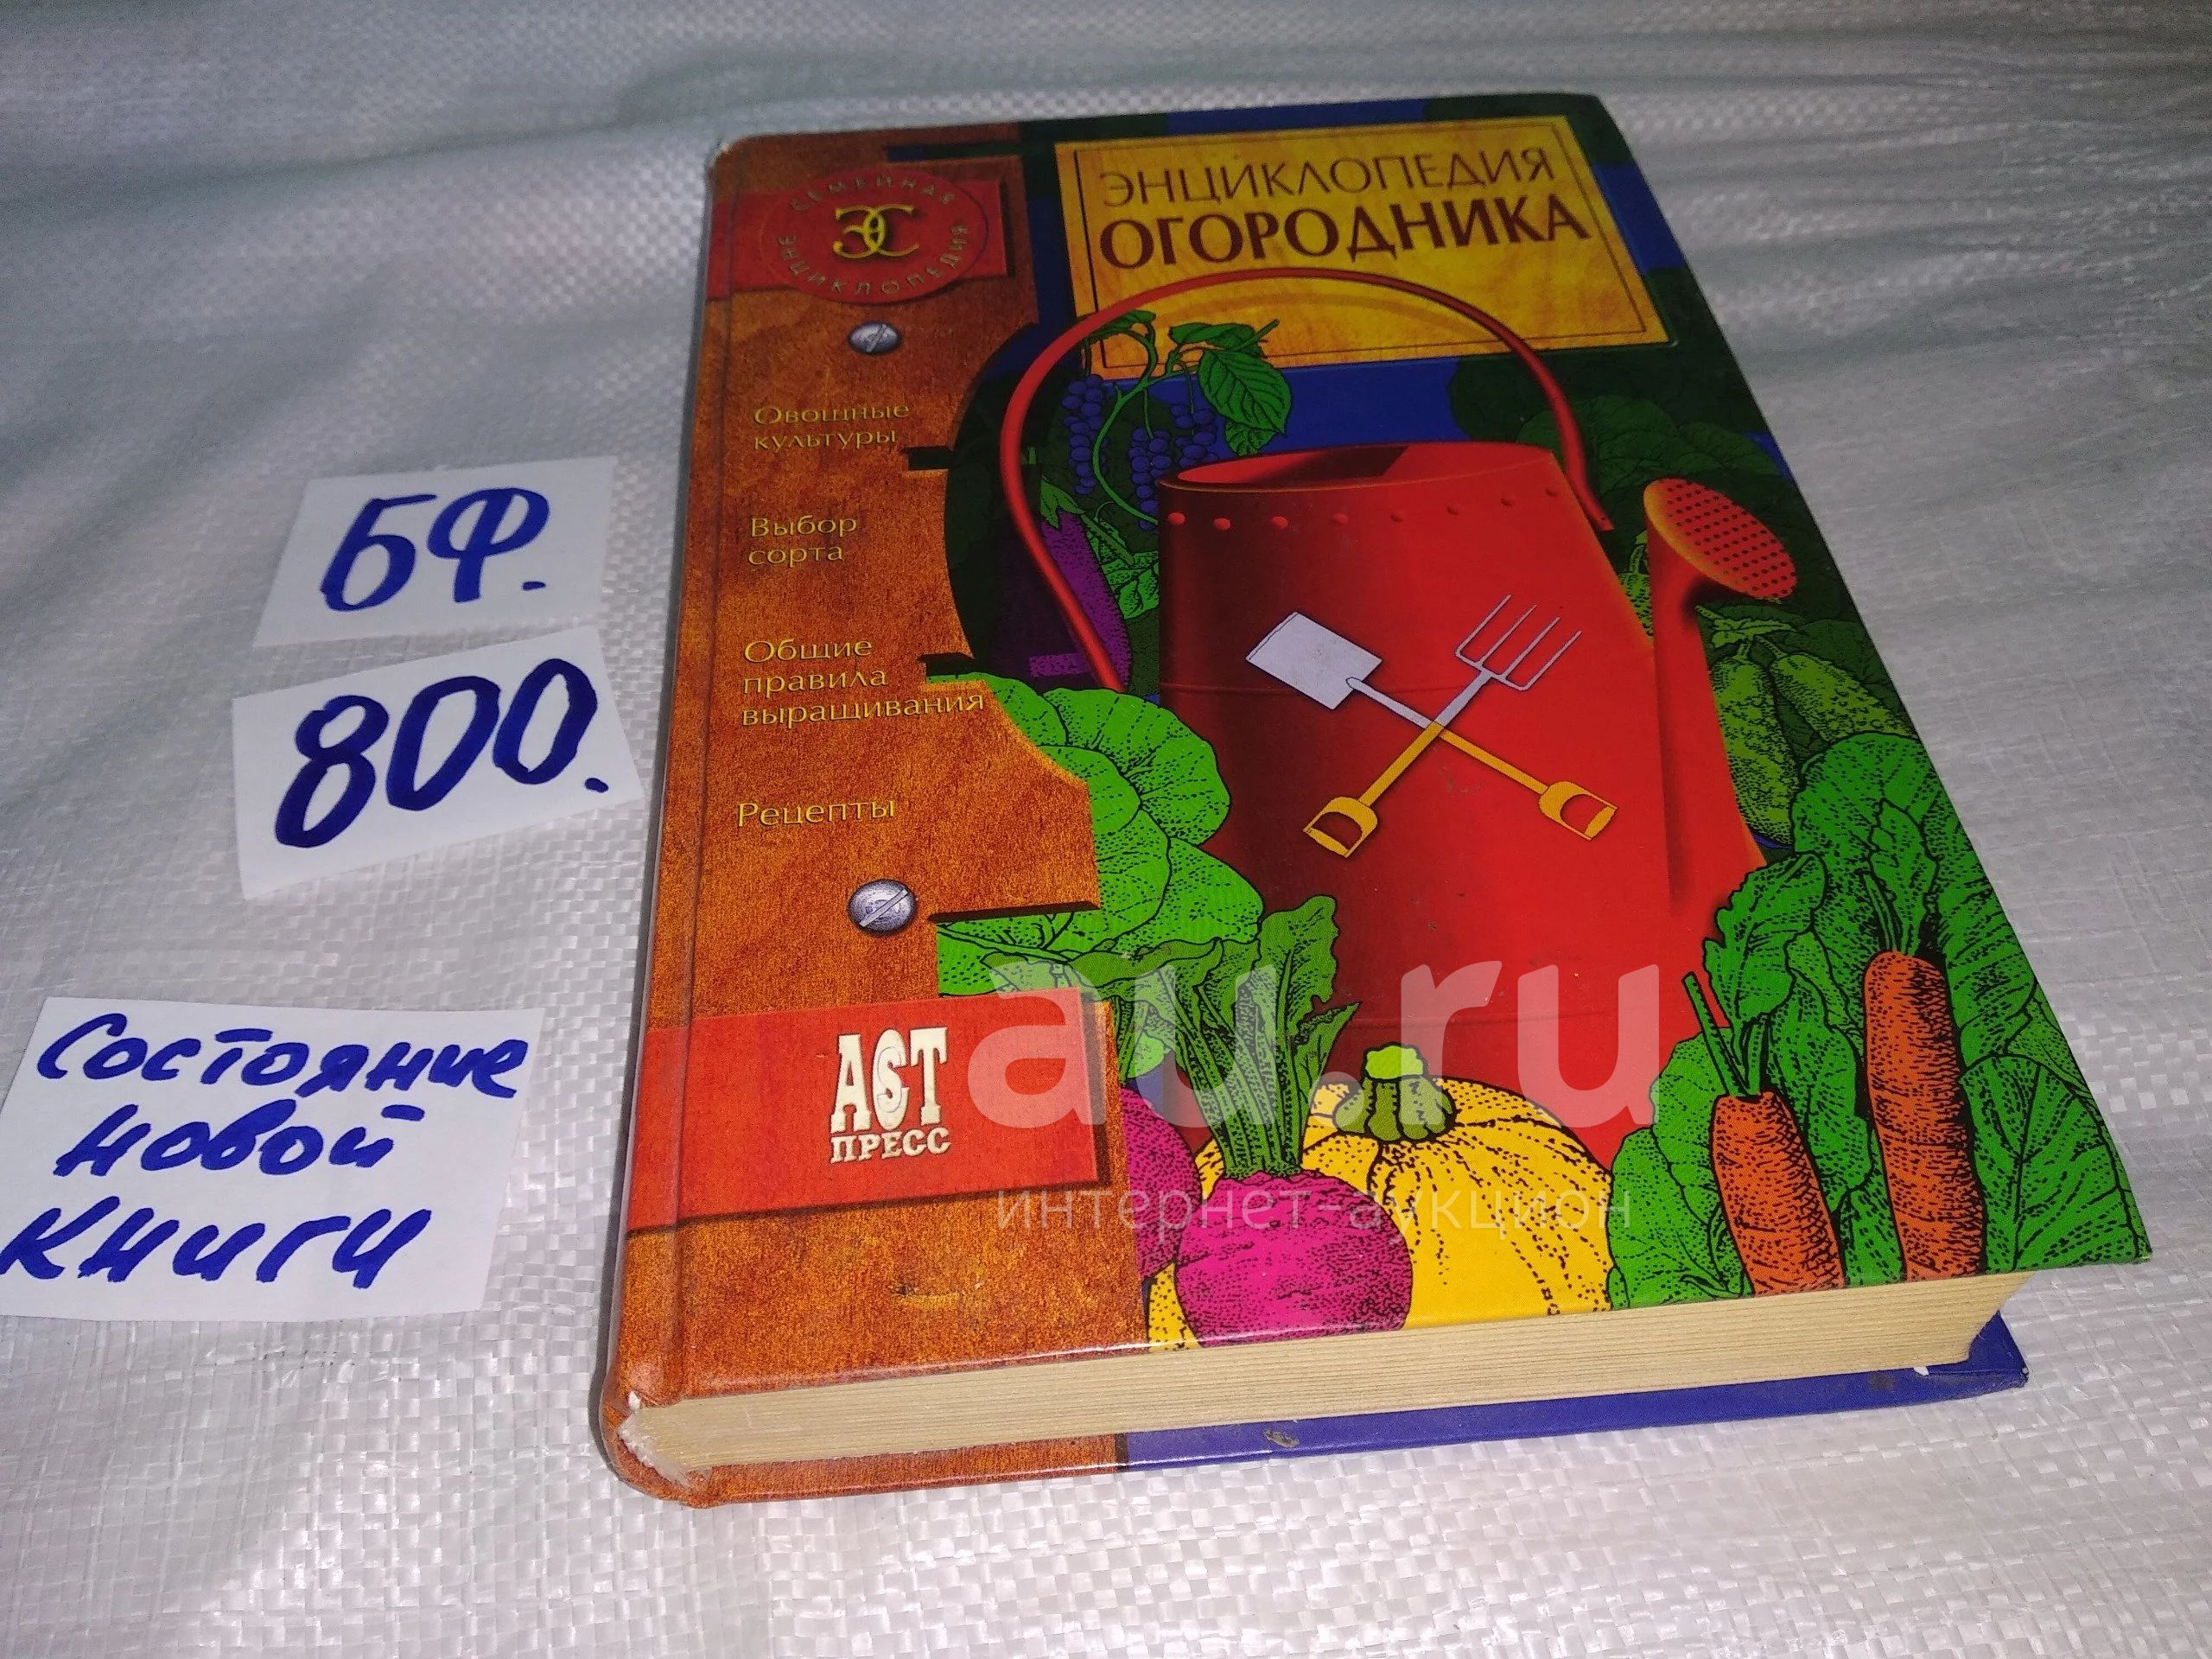 СЕМЕЙНАЯ
ЭС
ЭНЦИКЛОПЕДИЯ
ЭНЦИКЛОПЕДИЯ
ОГОРОДНИКА
Овощные
культуры
Выбор
сорта
Общие
правила
выращивания
Рецепты
АСТ
ПРЕСС
БФ.
800.
Состояние
новой
книги
au.ru
интернет-аукцион